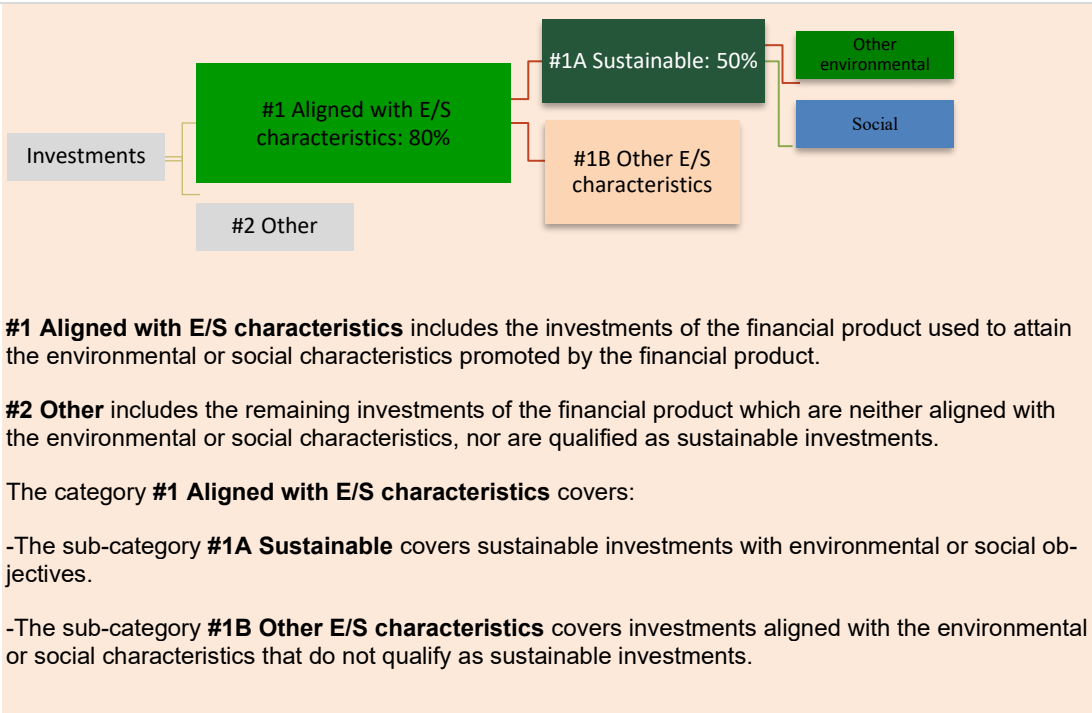 Investments
#1 Aligned with E/S
characteristics: 80%
#2 Other
#1A Sustainable: 50%
#1B Other E/S
characteristics
Other
environmental
Social
#1 Aligned with E/S characteristics includes the investments of the financial product used to attain
the environmental or social characteristics promoted by the financial product.
#2 Other includes the remaining investments of the financial product which are neither aligned with
the environmental or social characteristics, nor are qualified as sustainable investments.
The category #1 Aligned with E/S characteristics covers:
-The sub-category #1A Sustainable covers sustainable investments with environmental or social ob-
jectives.
-The sub-category #1B Other E/S characteristics covers investments aligned with the environmental
or social characteristics that do not qualify as sustainable investments.